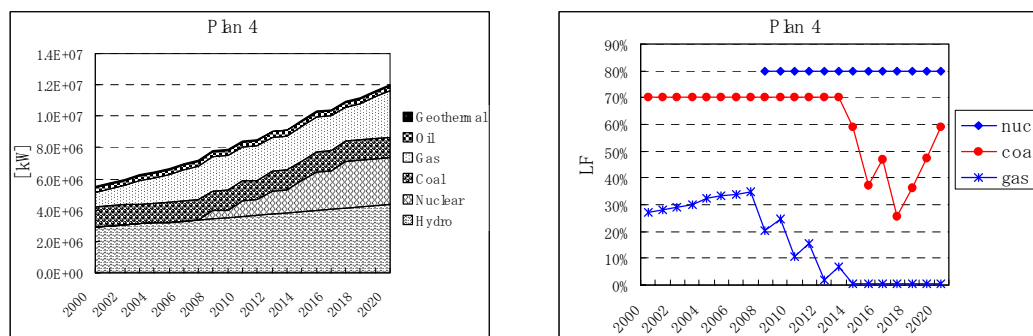 Plan 4
1.4E+07
1.2E+07
1.0E+07
8.0E+06
6.0E+06
4.0E+06
2.0E+06
0.0E+00
[kW]
2000
2002
2004
2006
2008
2010
2012
2014
2016
2018
2020
Geothermal
Oil
Gas
Coal
Nuclear
Hydro
Plan 4
90%
80%
70%
60%
50%
40%
30%
20%
10%
0%
LF
2000
2002
2004
2006
2008
2010
2012
2014
2016
2018
2020
nuc
coa
gas